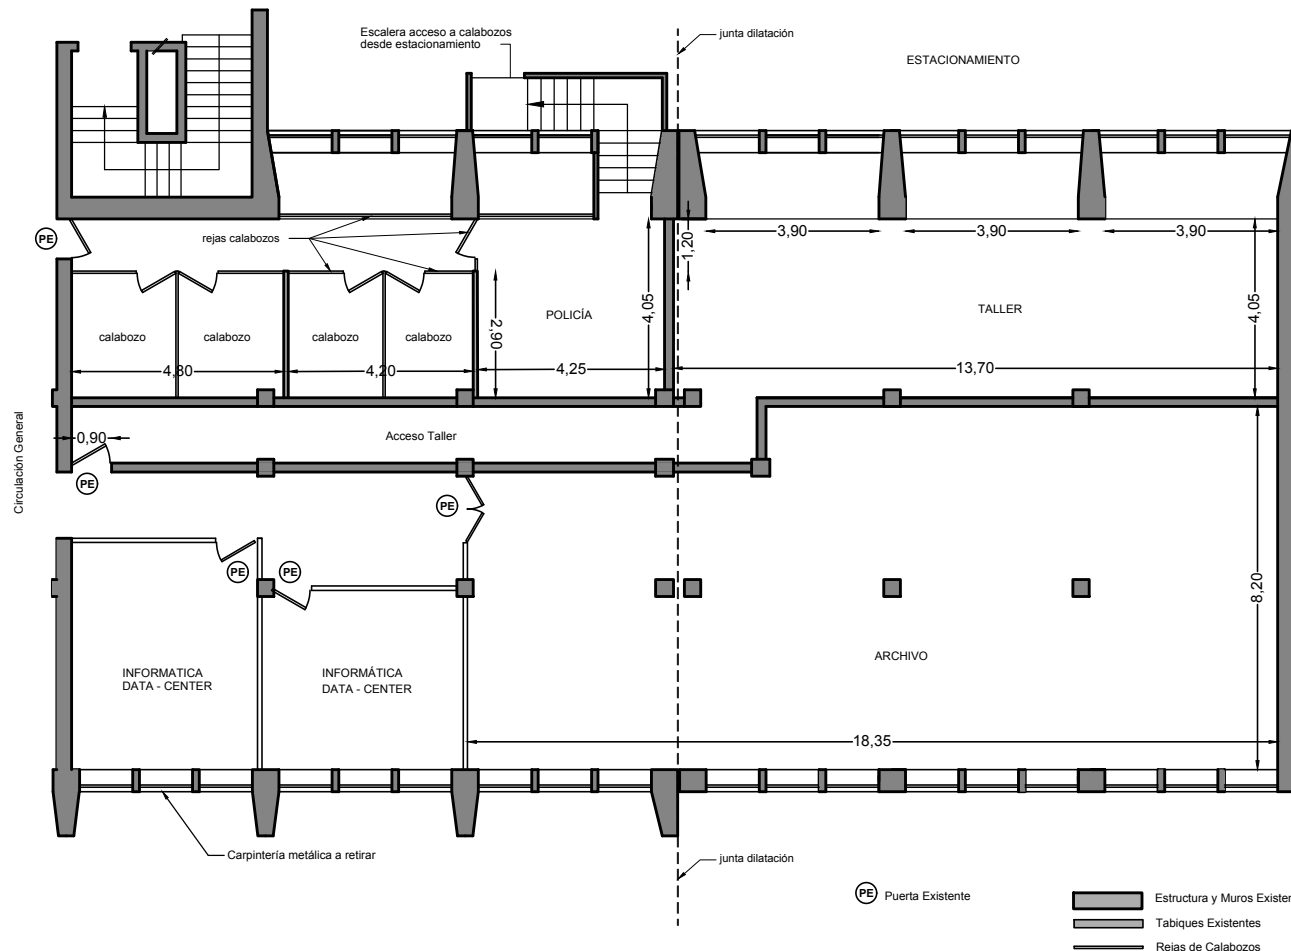 Escalera acceso a calabozos
desde estacionamiento
junta dilatación
ESTACIONAMIENTO
PE
rejas calabozos
1,20
3,90
3,90
3,90
calabozo
calabozo
calabozo
calabozo
2,90
POLICÍA
4,05
TALLER
4,05
4,80
4,20
4,25
13,70
Circulación General
0,90
Acceso Taller
PE
PE
PE
PE
8,20
INFORMATICA
DATA - CENTER
INFORMÁTICA
DATA - CENTER
ARCHIVO
18,35
Carpintería metálica a retirar
junta dilatación
PE
Puerta Existente
Estructura y Muros Existen
Tabiques Existentes
Rejas de Calabozos